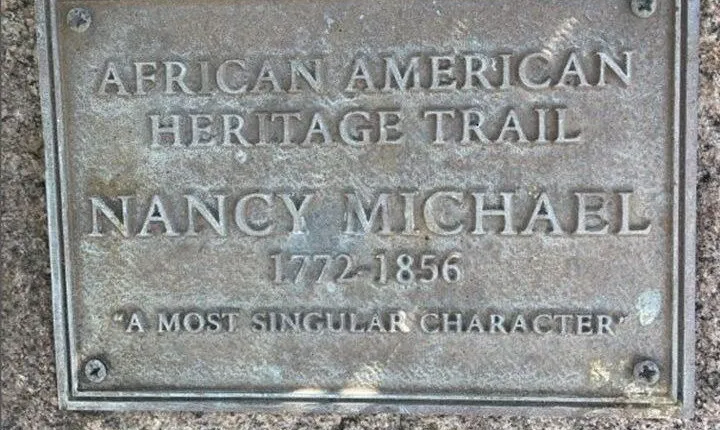 AFRICAN AMERICAN
HERITAGE TRAIL
NANCY MICHAEL
1772-1856
"A MOST SINGULAR CHARACTER"